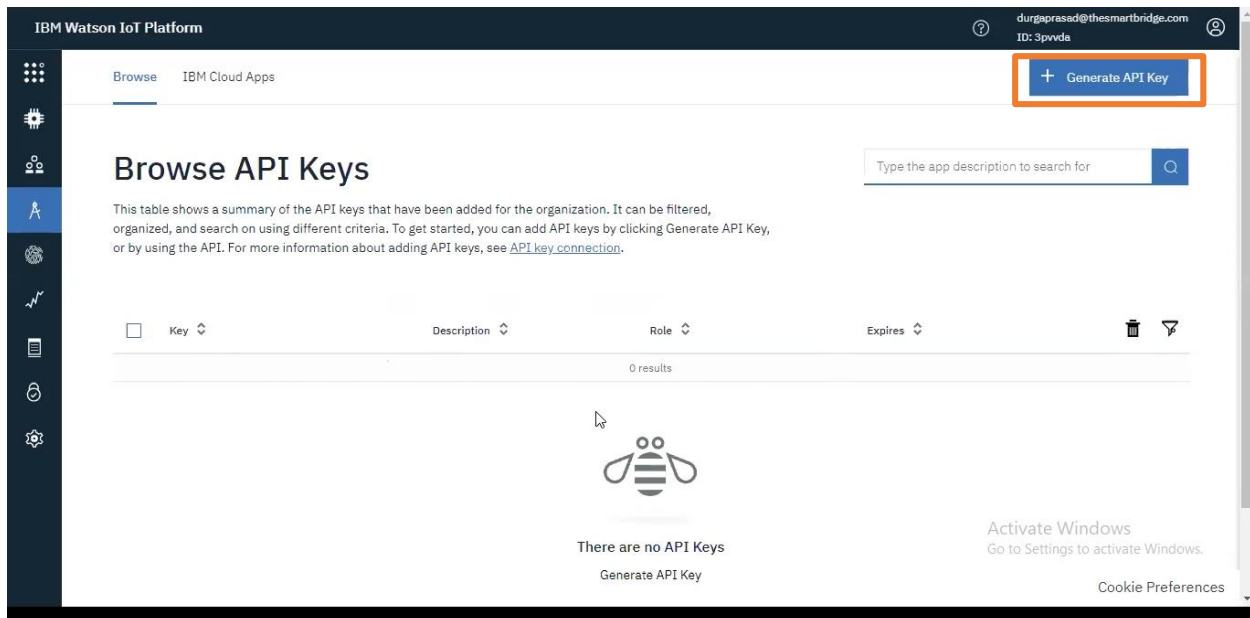 IBM Watson IoT Platform
durgaprasad@thesmartbridge.com
ID: 3pvvda
Browse IBM Cloud Apps
+ Generate API Key
Browse API Keys
Type the app description to search for
This table shows a summary of the API keys that have been added for the organization. It can be filtered,
organized, and search on using different criteria. To get started, you can add API keys by clicking Generate API Key,
or by using the API. For more information about adding API keys, see API key connection.
Key Description Role Expires
0 results
There are no API Keys
Generate API Key
Activate Windows
Go to Settings to activate Windows.
Cookie Preferences